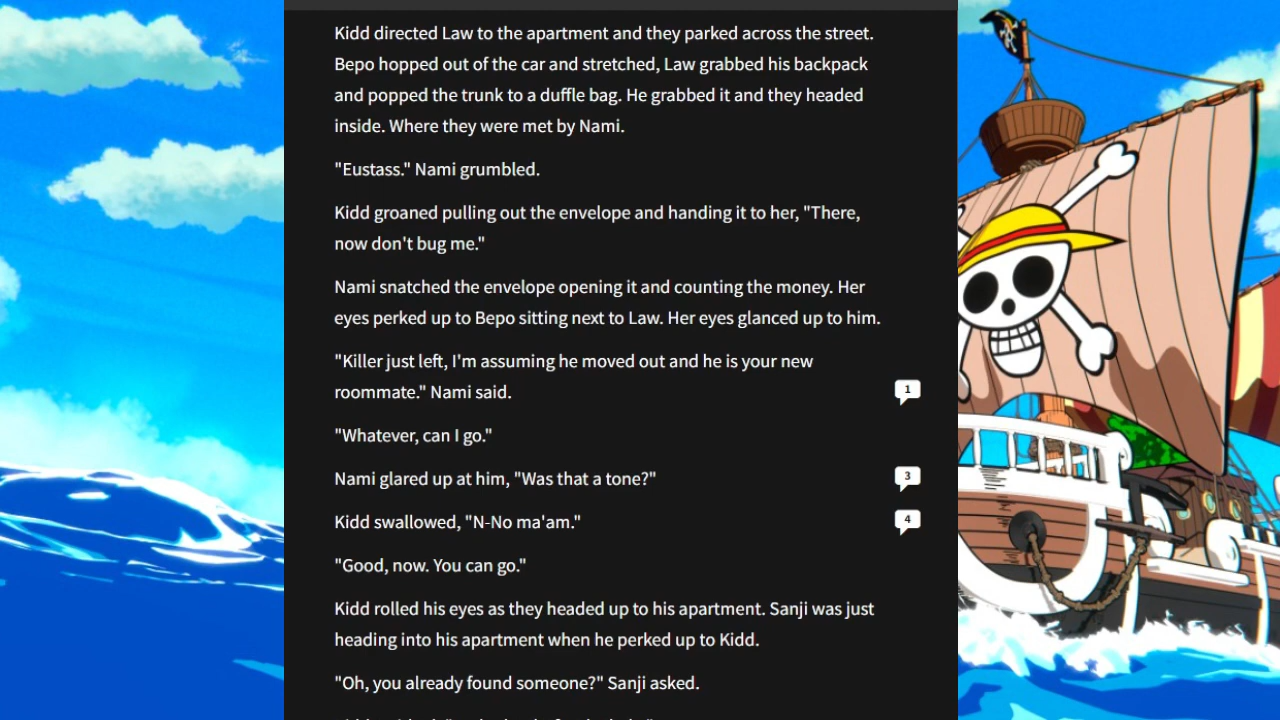 Kidd directed Law to the apartment and they parked across the street.
Bepo hopped out of the car and stretched, Law grabbed his backpack
and popped the trunk to a duffle bag. He grabbed it and they headed
inside. Where they were met by Nami.
"Eustass." Nami grumbled.
Kidd groaned pulling out the envelope and handing it to her, "There,
now don't bug me."
Nami snatched the envelope opening it and counting the money. Her
eyes perked up to Bepo sitting next to Law. Her eyes glanced up to him.
"Killer just left, I'm assuming he moved out and he is your new
roommate." Nami said.
1
"Whatever, can I go."
Nami glared up at him, "Was that a tone?"
3
Kidd swallowed, "N-No ma'am."
4
"Good, now. You can go."
Kidd rolled his eyes as they headed up to his apartment. Sanji was just
heading into his apartment when he perked up to Kidd.
"Oh, you already found someone?" Sanji asked.